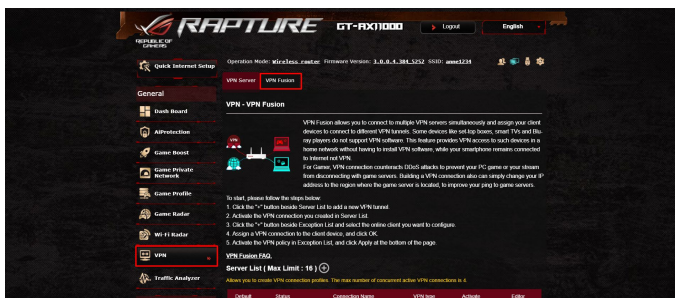 RAPTURE GT-AX11000 Logout English
REPUBLIC OF
GAMERS
Quick Internet Setup
Operation Mode: Wireless router Firmware Version: 3.0.0.4.384_5252 SSID: anne1234
VPN Server VPN Fusion
General
Dash Board
AiProtection
Game Boost
Game Private
Network
Game Profile
Game Radar
Wi-Fi Radar
VPN
Traffic Analyzer
VPN - VPN Fusion
VPN
VPN Fusion allows you to connect to multiple VPN servers simultaneously and assign your client
devices to connect to different VPN tunnels. Some devices like set-top boxes, smart TVs and Blu-
ray players do not support VPN software. This feature provides VPN access to such devices in a
home network without having to install VPN software, while your smartphone remains connected
to Internet not VPN.
For Gamer, VPN connection counteracts DDoS attacks to prevent your PC game or your stream
from disconnecting with game servers. Building a VPN connection also can simply change your IP
address to the region where the game server is located, to improve your ping to game servers.
To start, please follow the steps below.
1. Click the "+" button beside Server List to add a new VPN tunnel.
2. Activate the VPN connection you created in Server List.
3. Click the "+" button beside Exception List and select the online client you want to configure.
4. Assign a VPN connection to the client device, and click OK.
5. Activate the VPN policy in Exception List, and click Apply at the bottom of the page.
VPN Fusion FAQ.
Server List ( Max Limit : 16 )
Allows you to create VPN connection profiles. The max number of concurrent active VPN connections is 4.
Default Status Connection Name VPN type Activate Editor